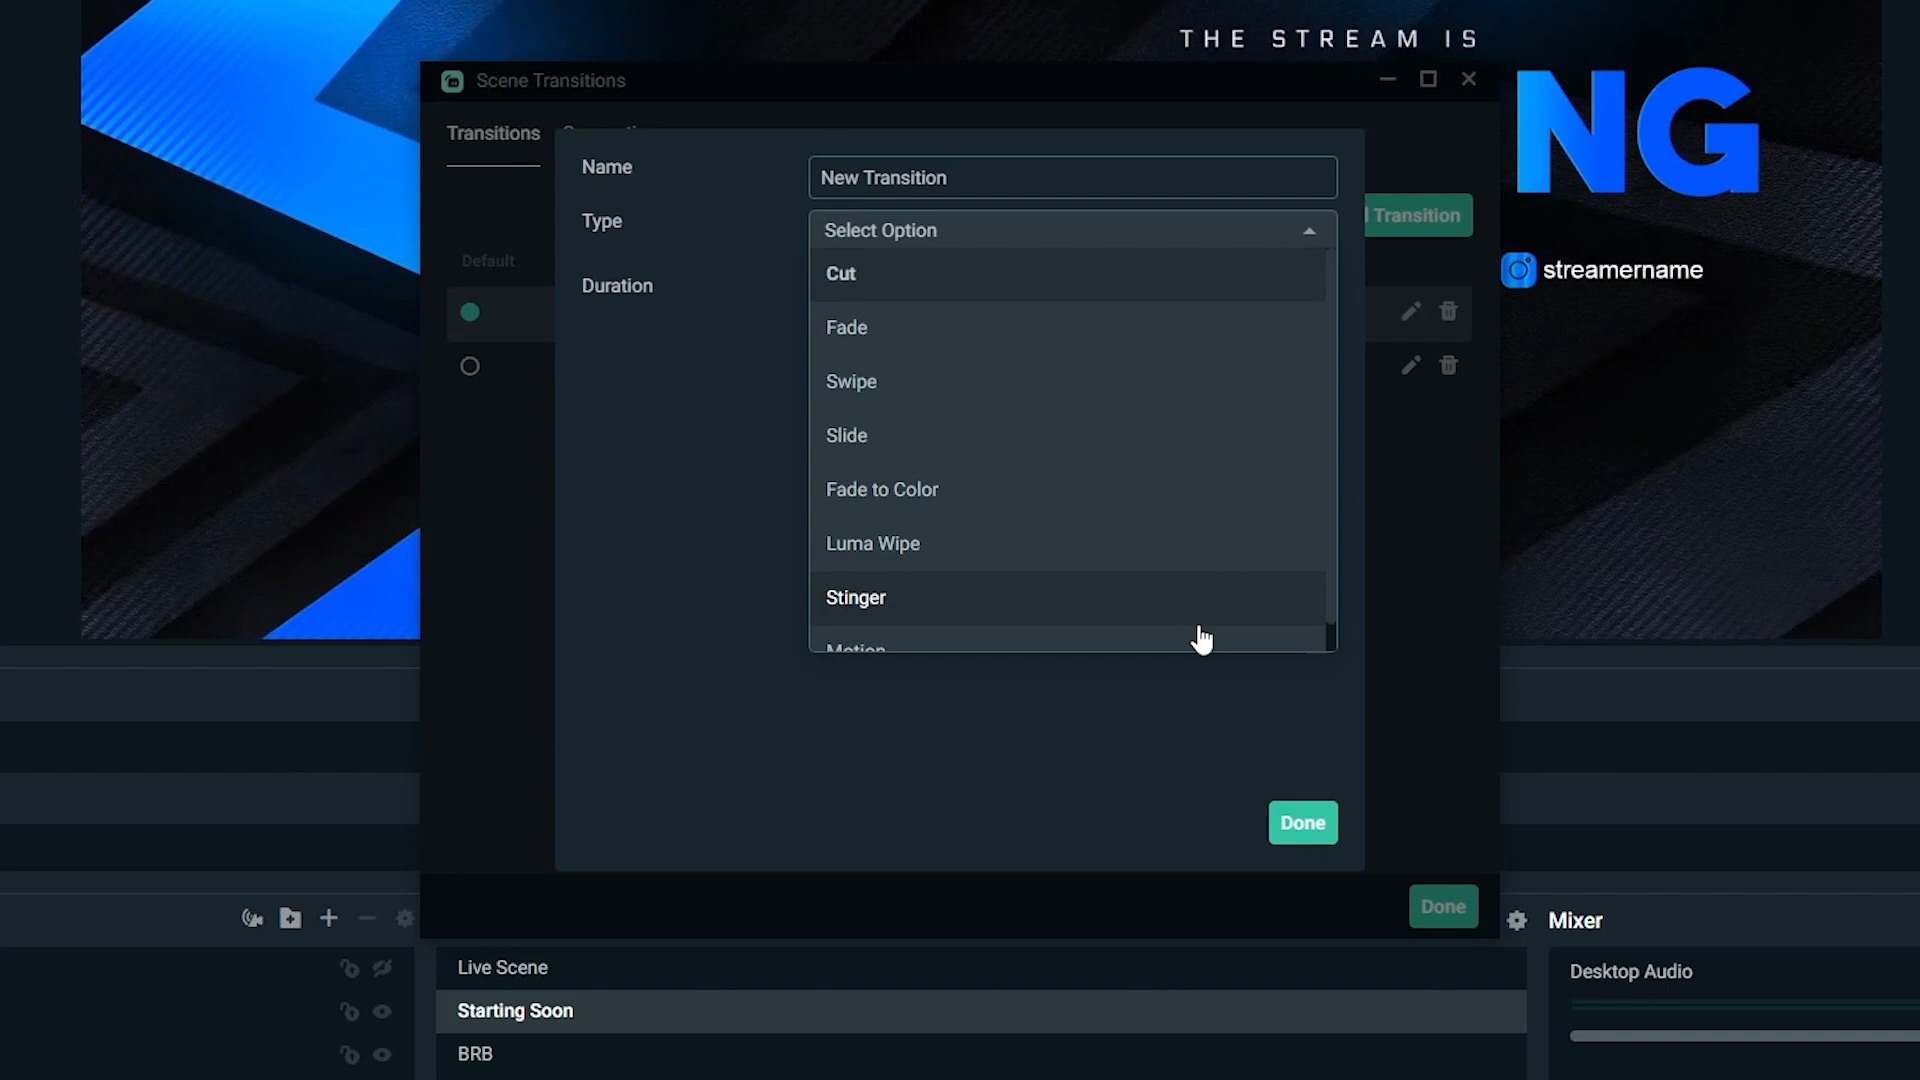 THE STREAM IS
NG
streamername
Scene Transitions
Transitions
Name
New Transition
Type
Select Option
Transition
Default
Duration
Cut
Fade
Swipe
Slide
Fade to Color
Luma Wipe
Stinger
Motion
Done
Done
Mixer
Live Scene
Desktop Audio
Starting Soon
BRB